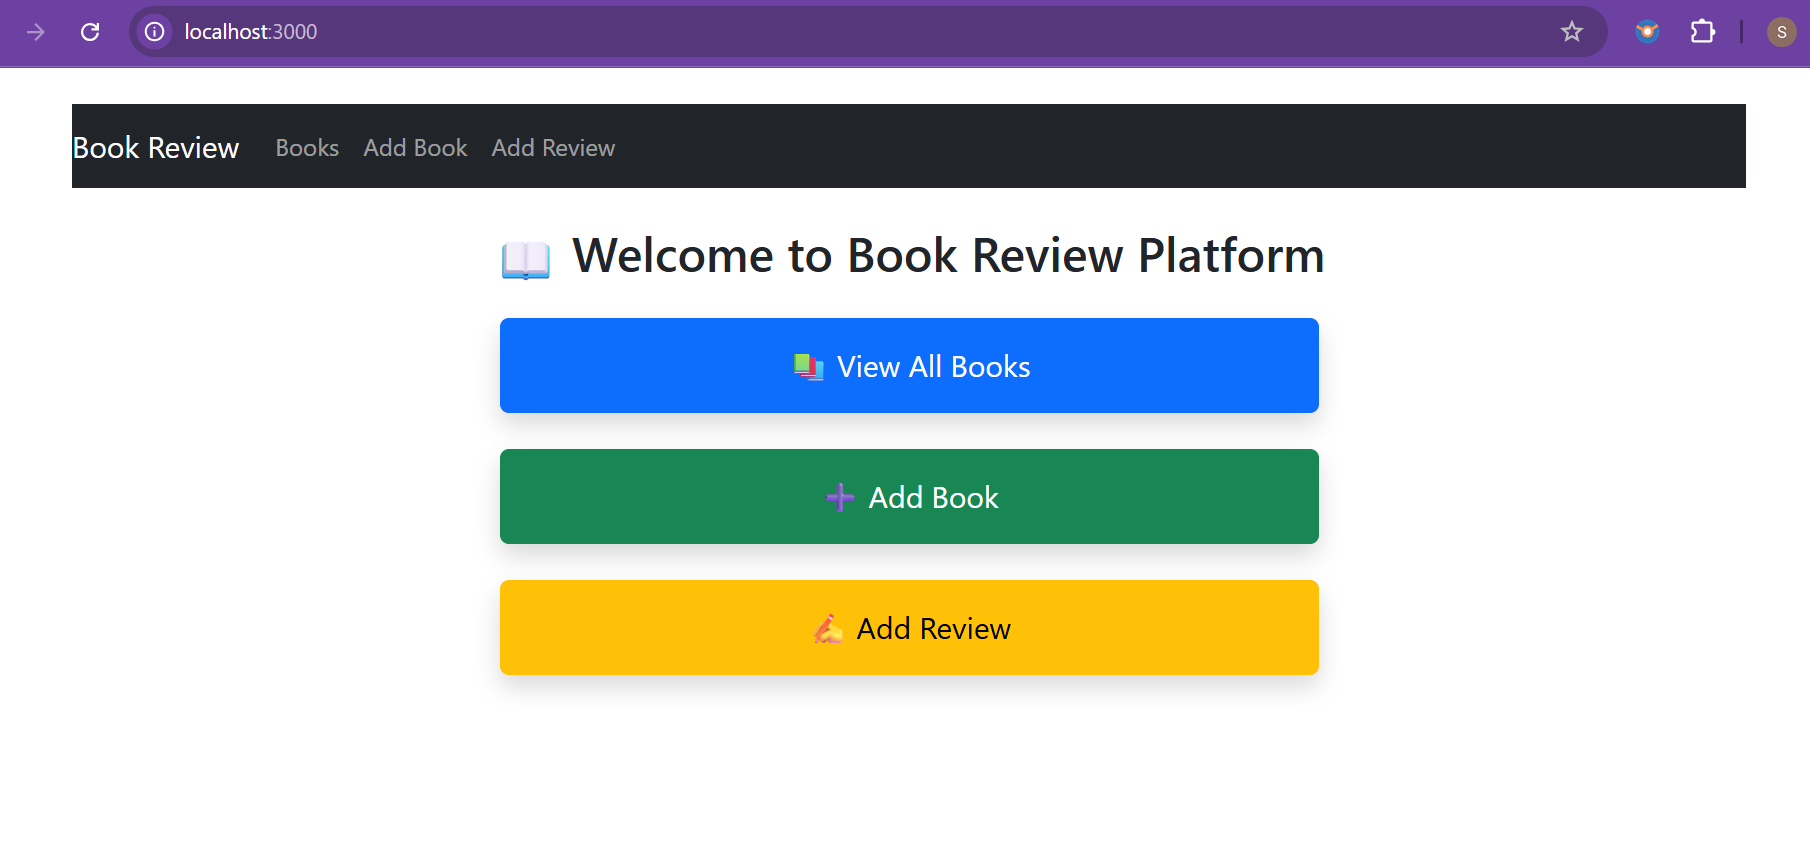 localhost:3000
S
Book Review Books Add Book Add Review
Welcome to Book Review Platform
View All Books
Add Book
Add Review